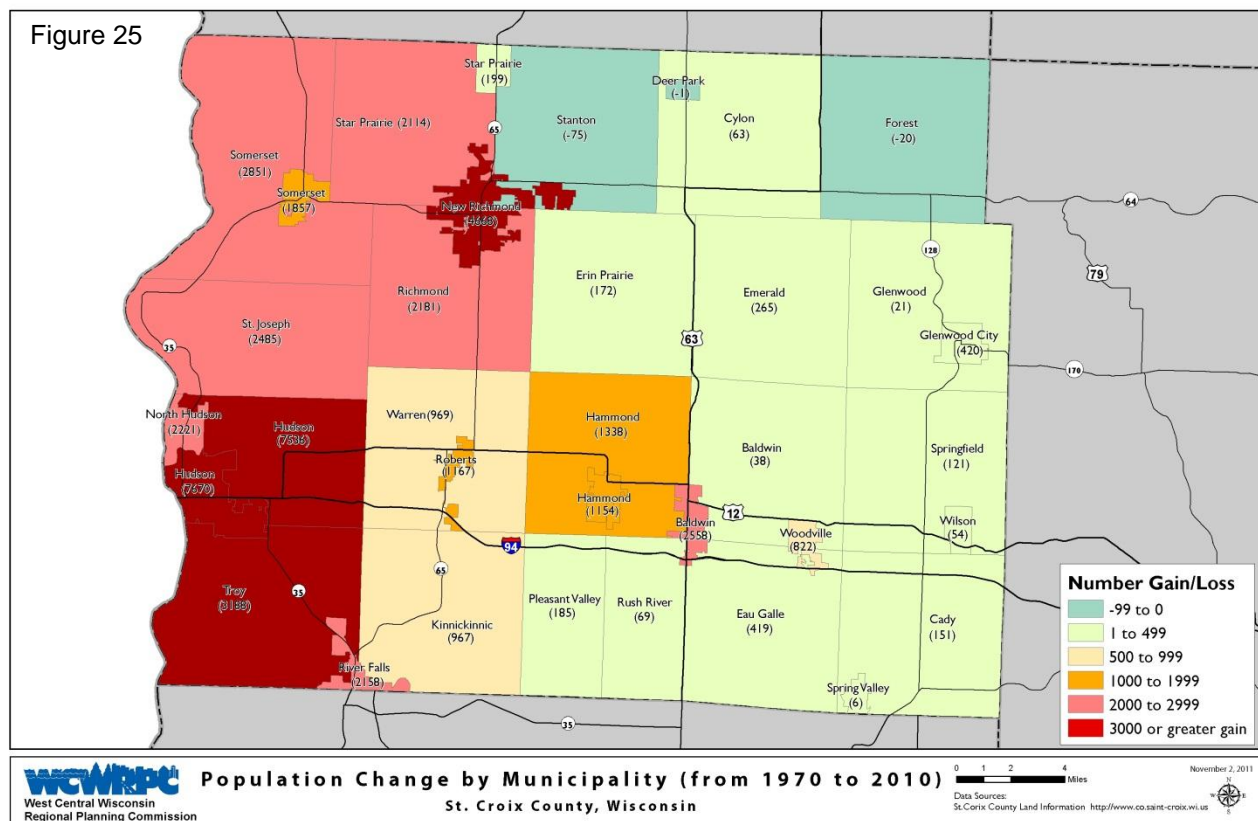 Figure 25
Star Prairie
(199)
Deer Park
(-1)
Star Prairie (2114)
65
Stanton
(-75)
Cylon
(63)
Forest
(-20)
Somerset
(2851)
Somerset
(1857)
New Richmond
(4668)
64
128
79
Erin Prairie
(172)
Emerald
(265)
Glenwood
(21)
Richmond
(2181)
St. Joseph
(2485)
63
Glenwood City
(420)
35
170
North Hudson
(2221)
Hudson
(7536)
Warren (969)
Hammond
(1338)
Baldwin
(38)
Springfield
(121)
Roberts
(1167)
Hudson
(7670)
Hammond
(1154)
12
Baldwin
(2558)
Woodville
(822)
Wilson
(54)
94
65
Troy
(3188)
35
Pleasant Valley
(185)
Rush River
(69)
Eau Galle
(419)
Cady
(151)
Kinnickinnic
(967)
River Falls
(2158)
Spring Valley
(6)
35
Number Gain/Loss
-99 to 0
1 to 499
500 to 999
1000 to 1999
2000 to 2999
3000 or greater gain
WCWRPC
West Central Wisconsin
Regional Planning Commission
Population Change by Municipality (from 1970 to 2010)
St. Croix County, Wisconsin
0 1 2 4
Miles
Data Sources:
St.Corix County Land Information http://www.co.saint-croix.wi.us
November 2, 2011
N
W E
S